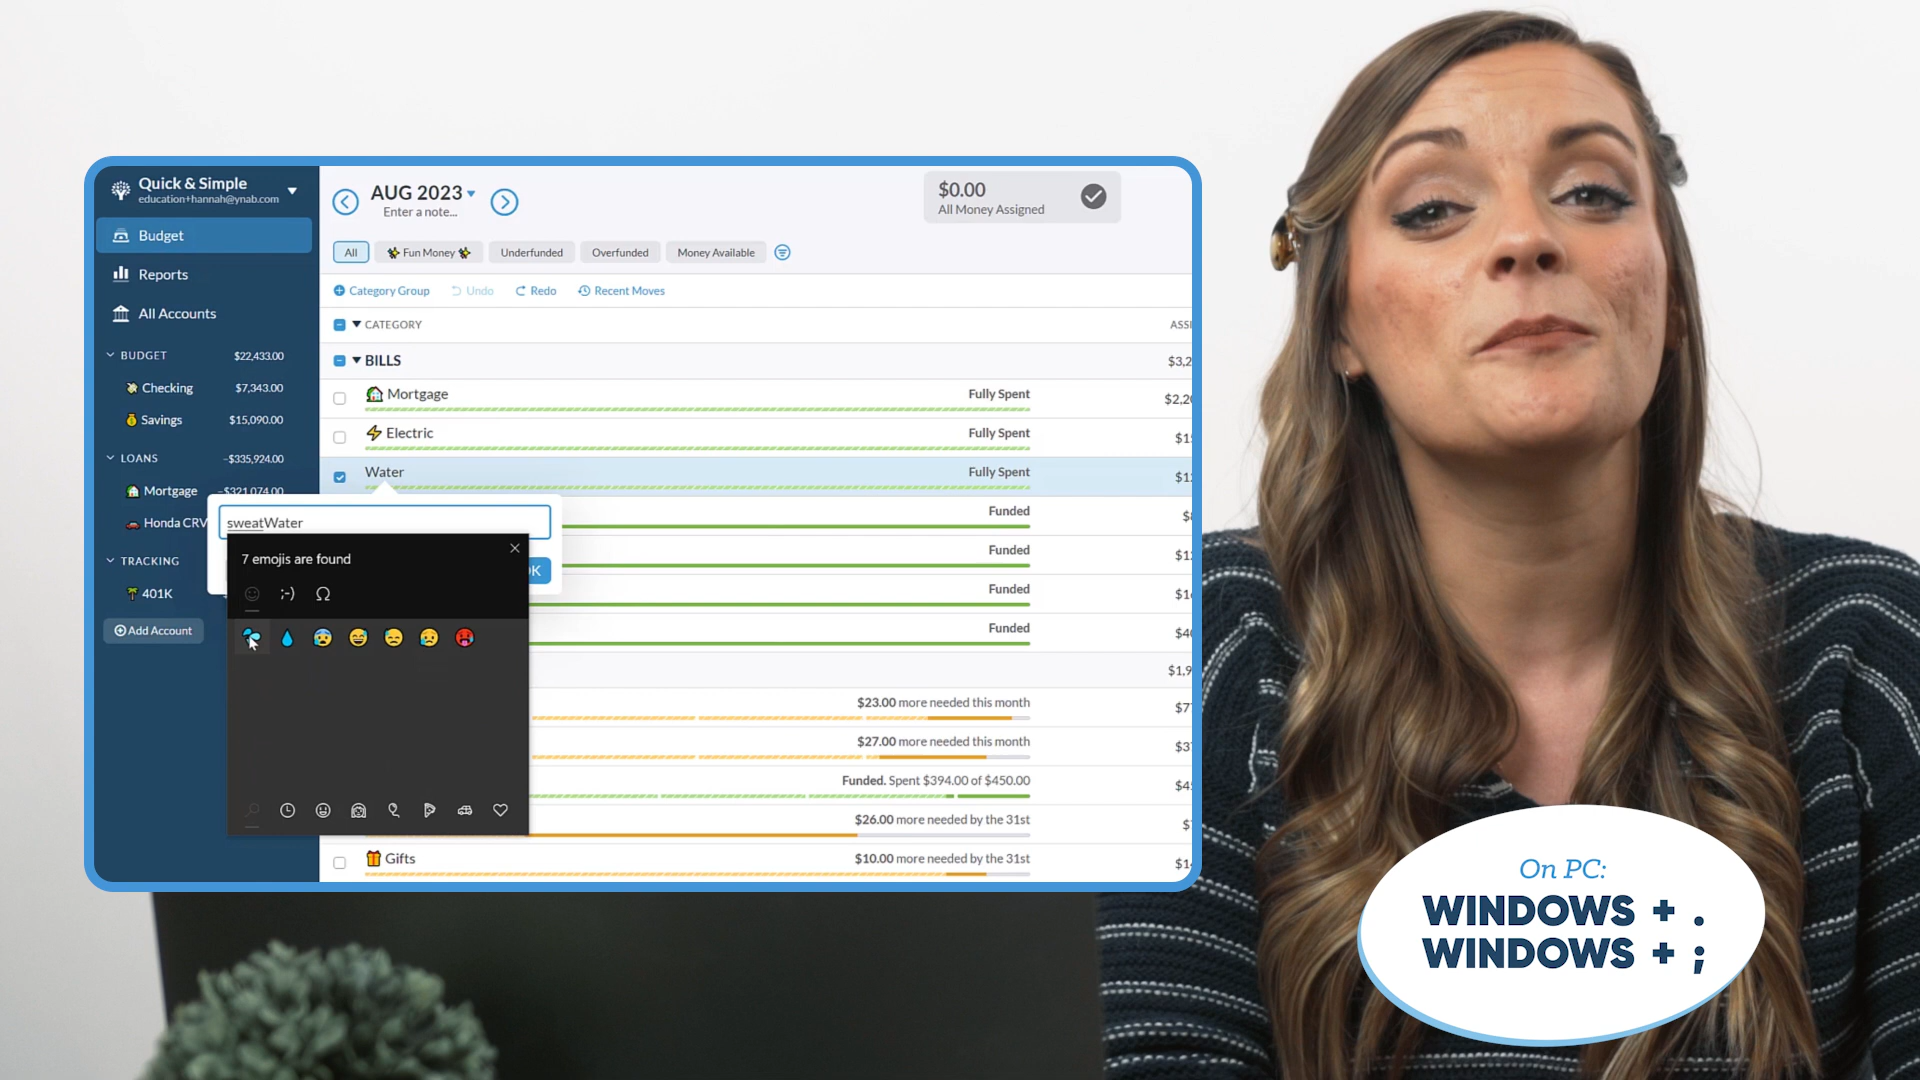 Quick & Simple
education+hannah@ynab.com
Budget
Reports
All Accounts
BUDGET $22,433.00
Checking $7,343.00
Savings $15,090.00
LOANS -$335,924.00
Mortgage -$321,074.00
Honda CRV
TRACKING
401K
Add Account
AUG 2023
Enter a note...
$0.00
All Money Assigned
All Fun Money Underfunded Overfunded Money Available
Category Group Undo Redo Recent Moves
CATEGORY
BILLS
Mortgage Fully Spent
Electric Fully Spent
Water Fully Spent
sweatWater
Funded
7 emojis are found
;-) Ω
Funded
Funded
Funded
$23.00 more needed this month
$27.00 more needed this month
Funded. Spent $394.00 of $450.00
$26.00 more needed by the 31st
Gifts $10.00 more needed by the 31st
On PC:
WINDOWS + .
WINDOWS + ;